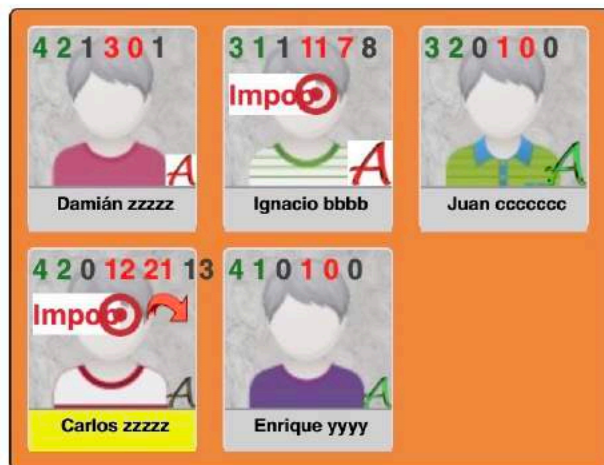 4 2 1 3 0 1
A
Damián zzzzz
3 1 1 11 7 8
Impop
A
Ignacio bbbb
3 2 0 1 0 0
A
Juan ccccccc
4 2 0 12 21 13
Impop
A
Carlos zzzzz
4 1 0 1 0 0
A
Enrique yyyy